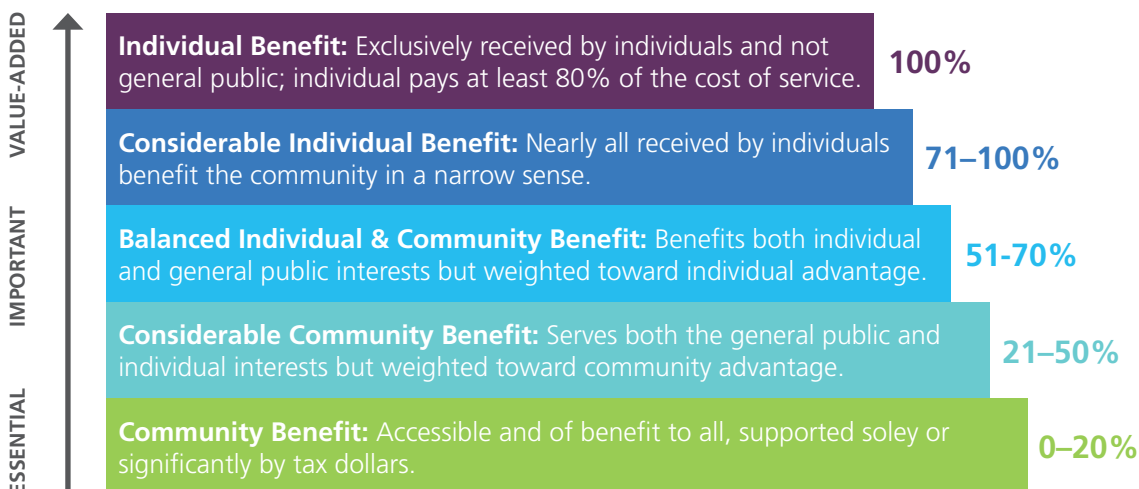 VALUE-ADDED
Individual Benefit: Exclusively received by individuals and not
general public; individual pays at least 80% of the cost of service.
100%
Considerable Individual Benefit: Nearly all received by individuals
benefit the community in a narrow sense.
71–100%
IMPORTANT
Balanced Individual & Community Benefit: Benefits both individual
and general public interests but weighted toward individual advantage.
51-70%
Considerable Community Benefit: Serves both the general public and
individual interests but weighted toward community advantage.
21–50%
ESSENTIAL
Community Benefit: Accessible and of benefit to all, supported soley or
significantly by tax dollars.
0–20%